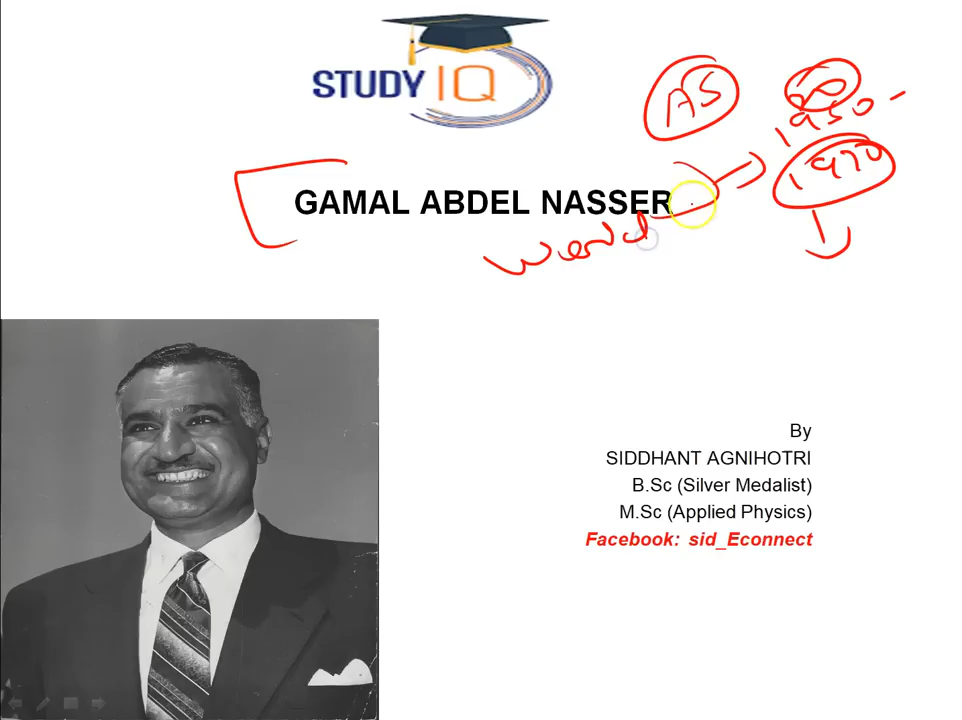 STUDY IQ
AS
1950-
1970
GAMAL ABDEL NASSER
World
By
SIDDHANT AGNIHOTRI
B.Sc (Silver Medalist)
M.Sc (Applied Physics)
Facebook: sid_Econnect